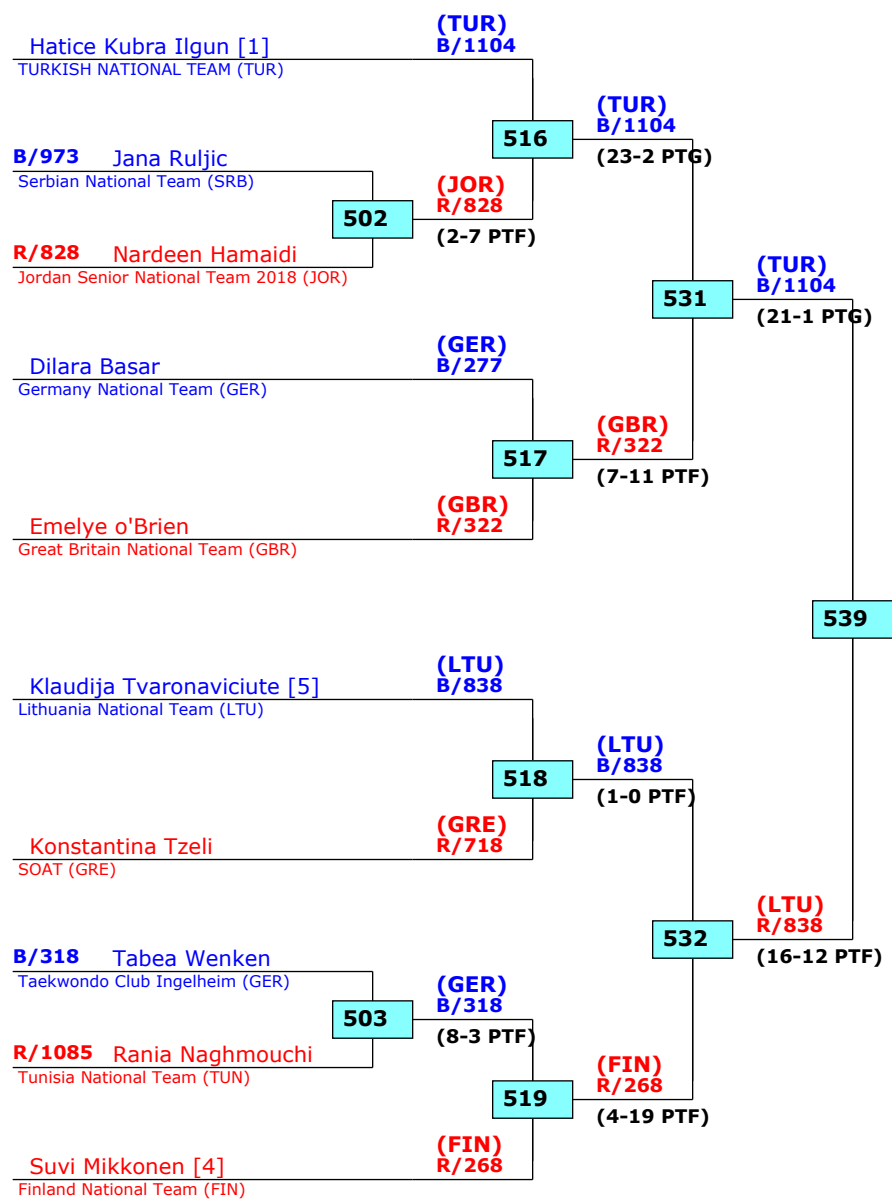 Hatice Kubra Ilgun [1]
TURKISH NATIONAL TEAM (TUR)
(TUR)
B/1104
516
(TUR)
B/1104
(23-2 PTG)
B/973 Jana Ruljic
Serbian National Team (SRB)
502
(JOR)
R/828
(2-7 PTF)
R/828 Nardeen Hamaidi
Jordan Senior National Team 2018 (JOR)
531
(TUR)
B/1104
(21-1 PTG)
Dilara Basar
Germany National Team (GER)
(GER)
B/277
517
(GBR)
R/322
(7-11 PTF)
Emelye o'Brien
Great Britain National Team (GBR)
(GBR)
R/322
539
Klaudija Tvaronaviciute [5]
Lithuania National Team (LTU)
(LTU)
B/838
518
(LTU)
B/838
(1-0 PTF)
Konstantina Tzeli
SOAT (GRE)
(GRE)
R/718
532
(LTU)
R/838
(16-12 PTF)
B/318 Tabea Wenken
Taekwondo Club Ingelheim (GER)
503
(GER)
B/318
(8-3 PTF)
R/1085 Rania Naghmouchi
Tunisia National Team (TUN)
519
(FIN)
R/268
(4-19 PTF)
Suvi Mikkonen [4]
Finland National Team (FIN)
(FIN)
R/268